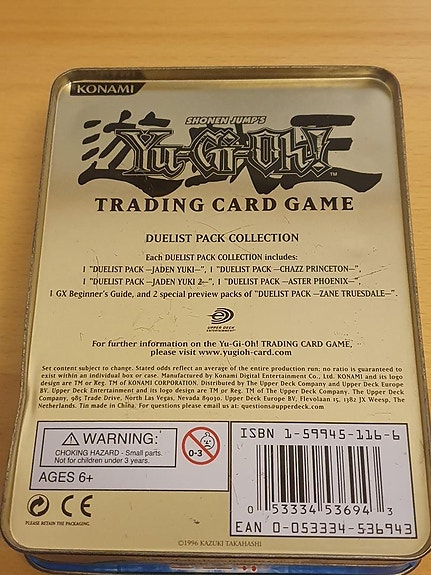 KONAMI
SHONEN JUMP'S
遊戯王
Yu-Gi-Oh!
TM
TRADING CARD GAME
DUELIST PACK COLLECTION
Each DUELIST PACK COLLECTION includes:
1 "DUELIST PACK —JADEN YUKI—", 1 "DUELIST PACK —CHAZZ PRINCETON—",
1 "DUELIST PACK —JADEN YUKI 2—", 1 "DUELIST PACK —ASTER PHOENIX—",
1 GX Beginner's Guide, and 2 special preview packs of "DUELIST PACK —ZANE TRUESDALE—".
UPPER DECK
ENTERTAINMENT
For further information on the Yu-Gi-Oh! TRADING CARD GAME,
please visit www.yugioh-card.com
Set content subject to change. Stated odds reflect an average of the entire production run; no ratio is guaranteed to
exist within an individual box or case. Manufactured by Konami Digital Entertainment Co., Ltd. KONAMI and its logo
design are TM or Reg. TM of KONAMI CORPORATION. Distributed by The Upper Deck Company and Upper Deck Europe
BV. Upper Deck Entertainment and its logo design are TM or Reg. TM of The Upper Deck Company. The Upper Deck
Company, 985 Trade Drive, North Las Vegas, Nevada 89030. Upper Deck Europe BV, Flevolaan 15, 1382 JX Weesp, The
Netherlands. Tin made in China. For questions please email us at: questions@upperdeck.com
⚠ WARNING:
CHOKING HAZARD - Small parts.
Not for children under 3 years.
0-3
AGES 6+
CE
PLEASE RETAIN THE PACKAGING
ISBN 1-59945-116-6
0 53334 53694 3
EAN 0-053334-536943
©1996 KAZUKI TAKAHASHI